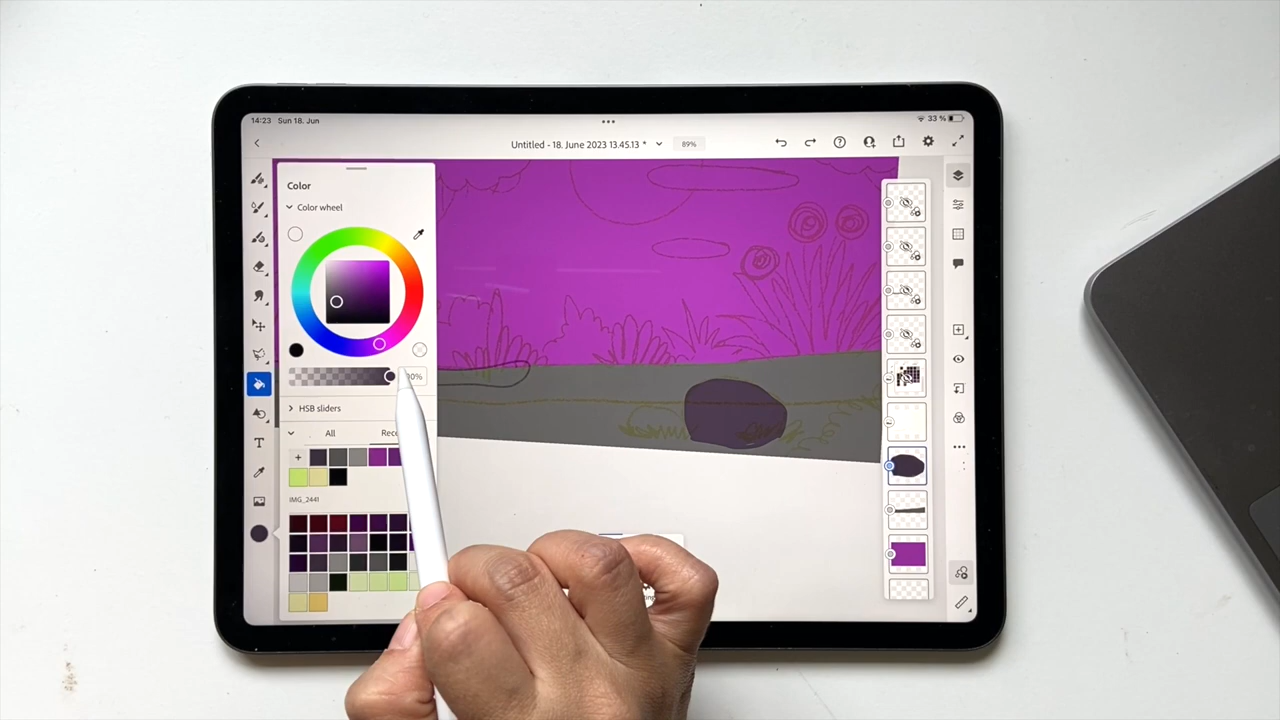 14:23 Sun 18. Jun
33 %
Untitled - 18. June 2023 13.45.13 *
89%
Color
Color wheel
HSB sliders
All
IMG_2441
T